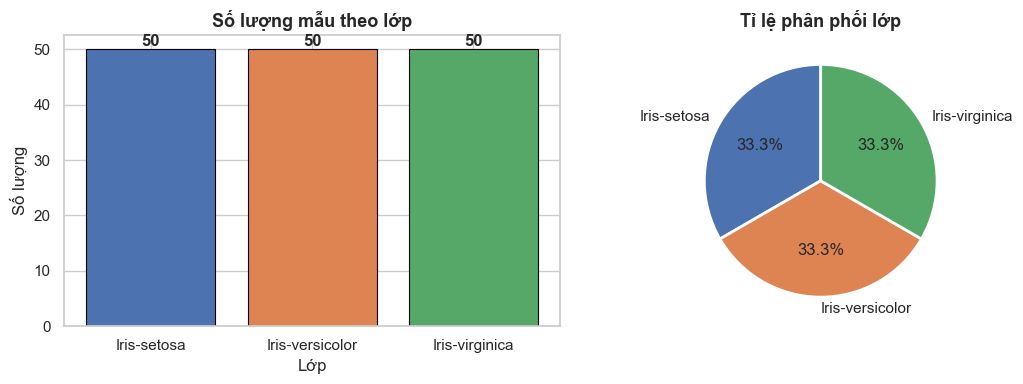 Số lượng mẫu theo lớp
50
50
50
50
40
30
20
10
0
Số lượng
Iris-setosa
Iris-versicolor
Iris-virginica
Lớp
Tỉ lệ phân phối lớp
Iris-setosa
33.3%
33.3%
Iris-virginica
33.3%
Iris-versicolor